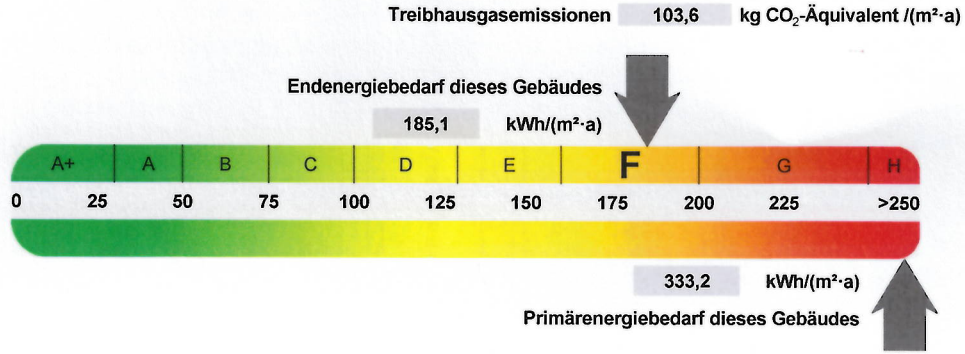 Treibhausgasemissionen 103,6 kg CO₂-Äquivalent /(m²·a)
Endenergiebedarf dieses Gebäudes
185,1 kWh/(m²·a)
A+ A B C D E F G H
0 25 50 75 100 125 150 175 200 225 >250
333,2 kWh/(m²·a)
Primärenergiebedarf dieses Gebäudes